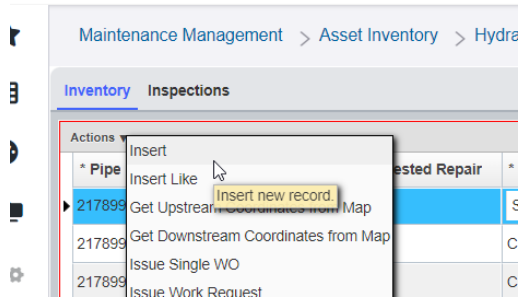 Maintenance Management > Asset Inventory > Hydra
Inventory Inspections
Actions
Insert
* Pipe ested Repair *
Insert Like
Insert new record.
217899 Get Upstream Coordinates from Map S
217899 Get Downstream Coordinates from Map C
Issue Single WO
217899 C
Issue Work Request